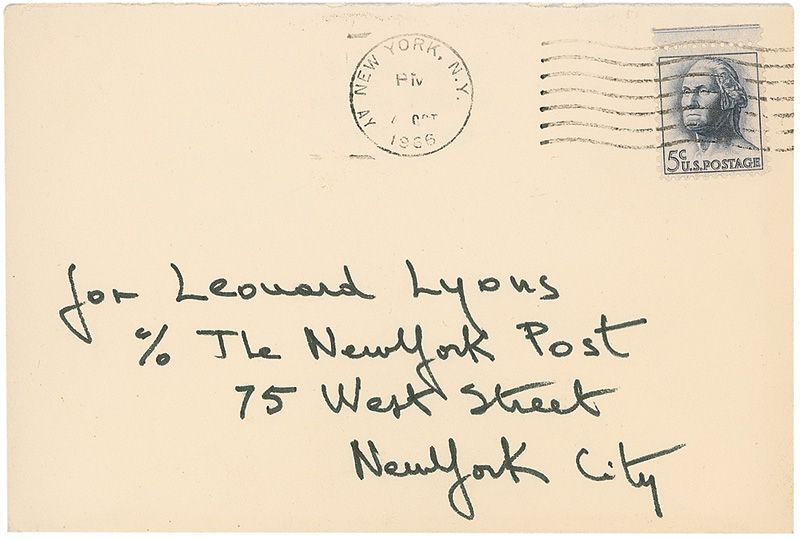 NEW YORK, N.Y.
PM
OCT
1966
5c
U.S.POSTAGE
for Leonard Lyons
% The New York Post
75 West Street
New York City